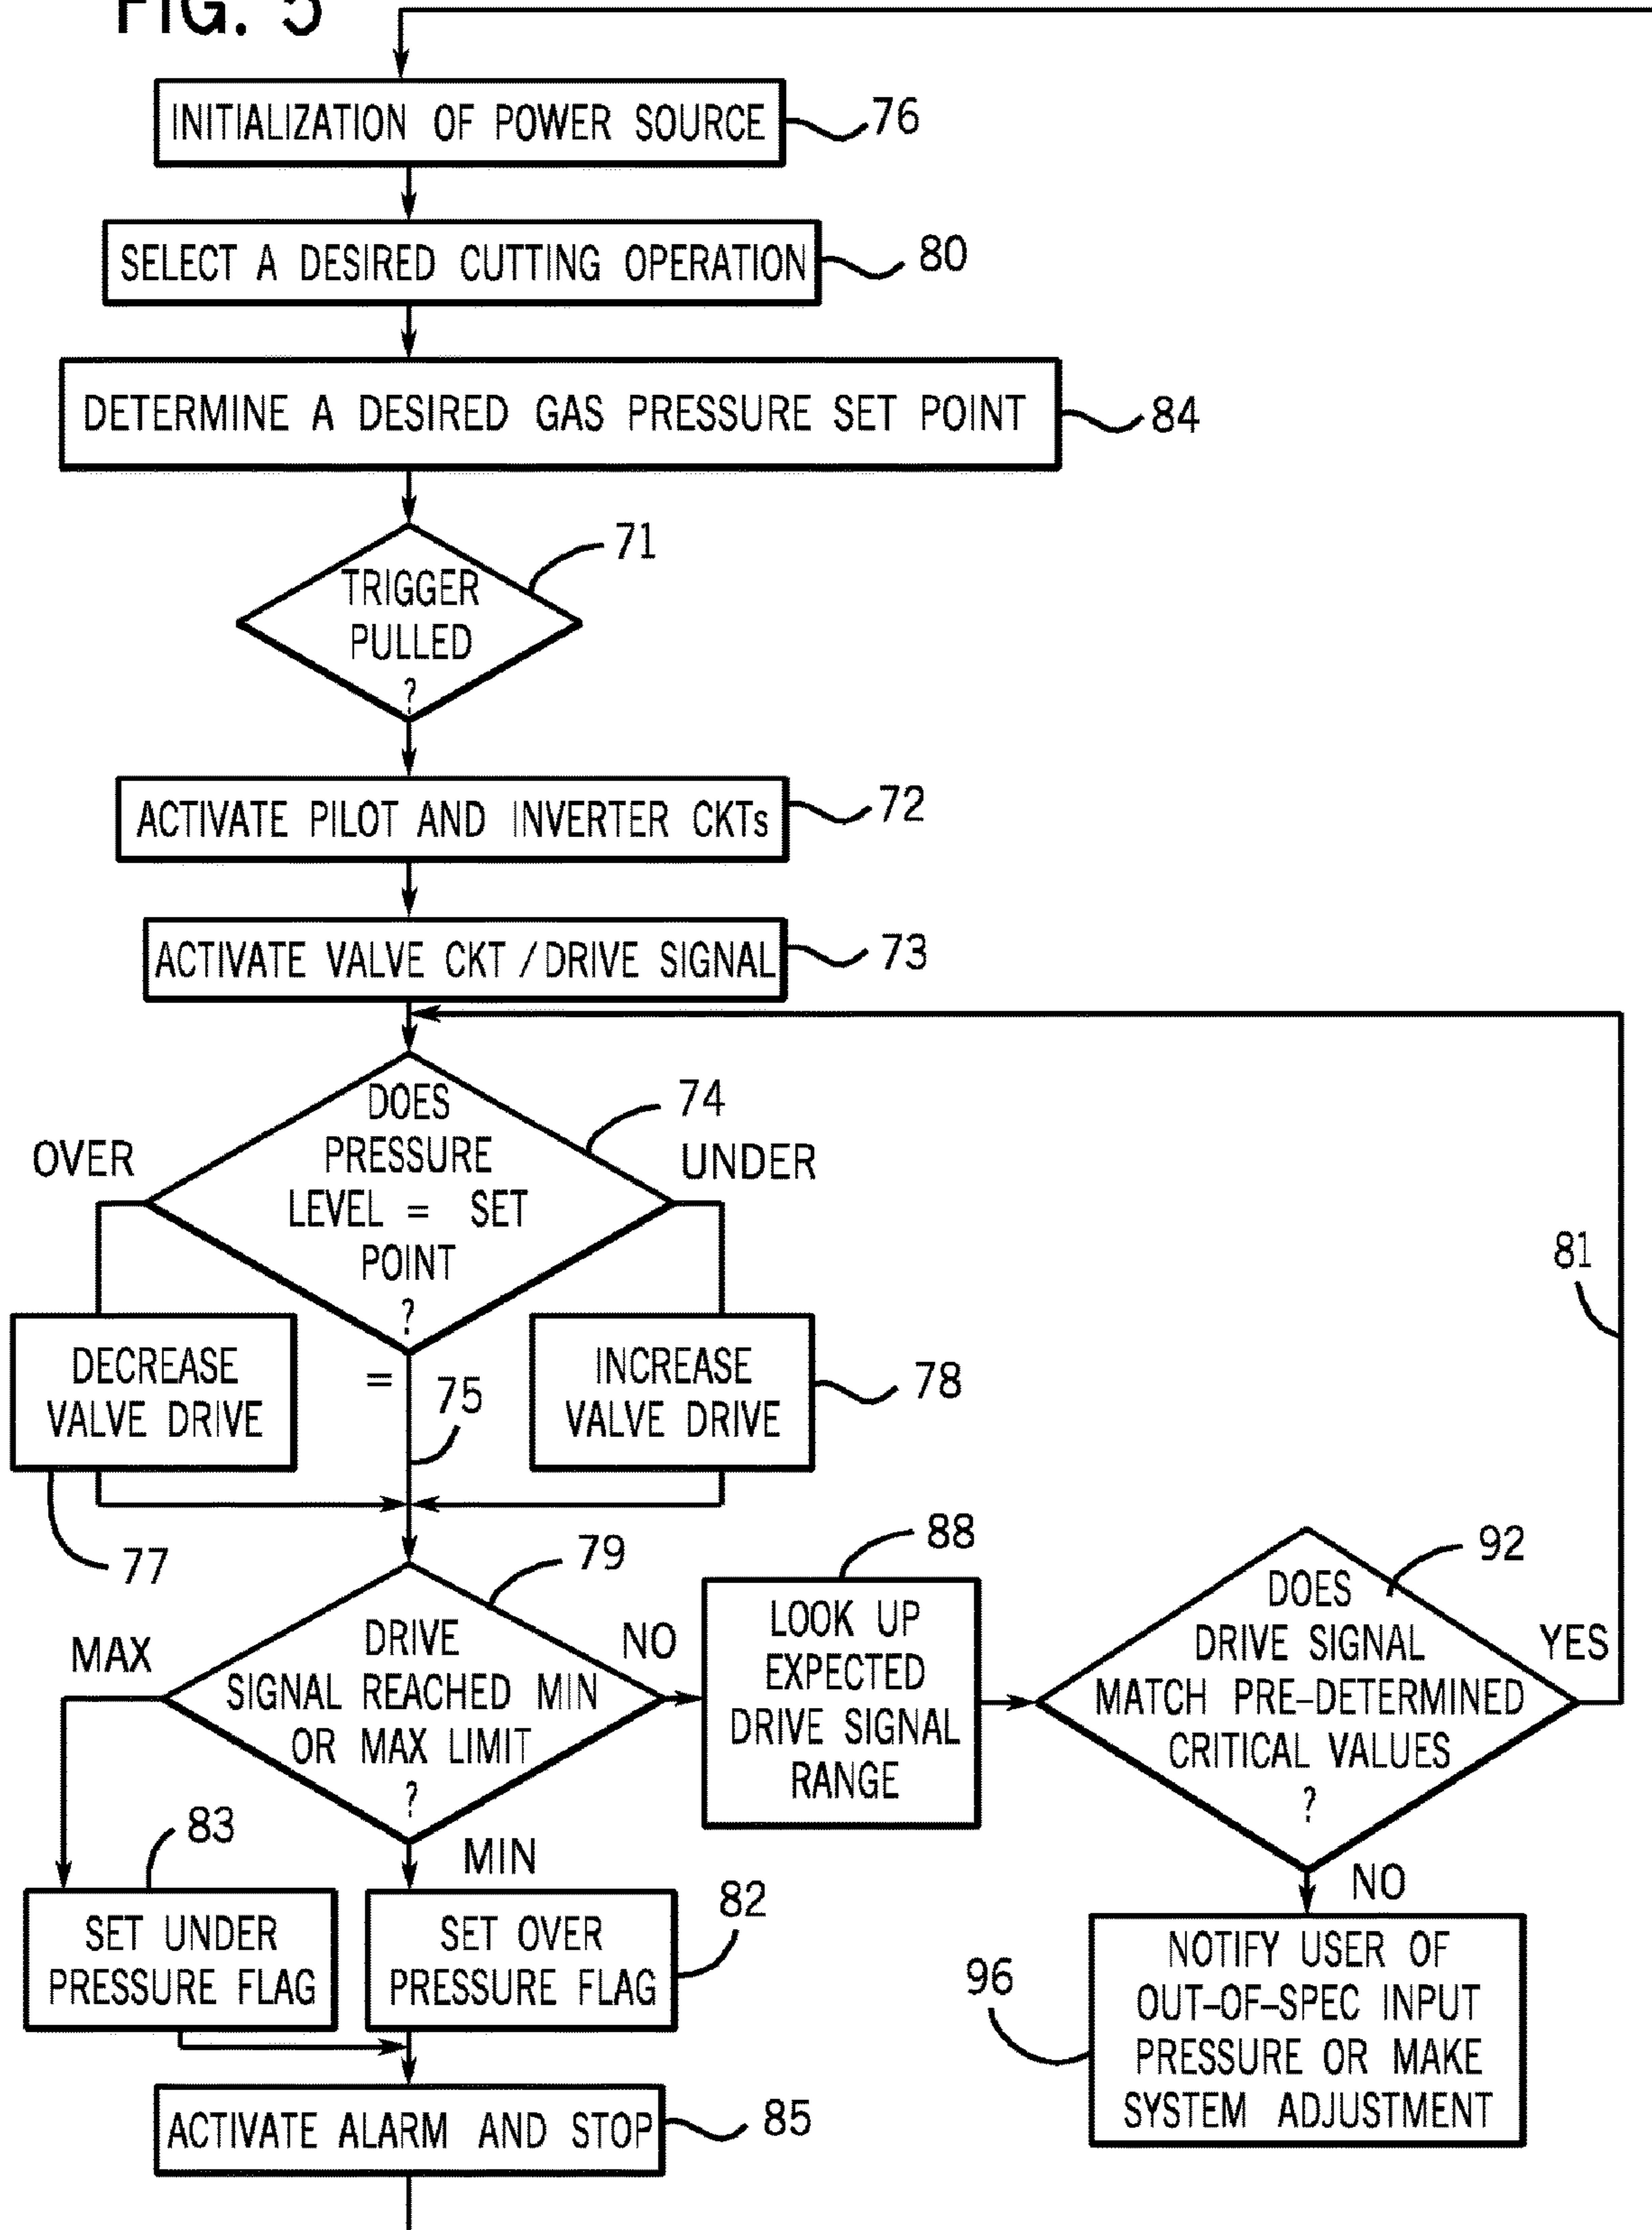 FIG. 5
INITIALIZATION OF POWER SOURCE
76
SELECT A DESIRED CUTTING OPERATION
80
DETERMINE A DESIRED GAS PRESSURE SET POINT
84
71
TRIGGER
PULLED
?
ACTIVATE PILOT AND INVERTER CKTs
72
ACTIVATE VALVE CKT / DRIVE SIGNAL
73
74
OVER
UNDER
DOES
PRESSURE
LEVEL = SET
POINT
?
81
DECREASE
VALVE DRIVE
77
=
75
INCREASE
VALVE DRIVE
78
79
MAX
DRIVE
SIGNAL REACHED MIN
OR MAX LIMIT
?
NO
MIN
88
LOOK UP
EXPECTED
DRIVE SIGNAL
RANGE
92
DOES
DRIVE SIGNAL
MATCH PRE-DETERMINED
CRITICAL VALUES
?
YES
NO
83
SET UNDER
PRESSURE FLAG
SET OVER
PRESSURE FLAG
82
96
NOTIFY USER OF
OUT-OF-SPEC INPUT
PRESSURE OR MAKE
SYSTEM ADJUSTMENT
ACTIVATE ALARM AND STOP
85